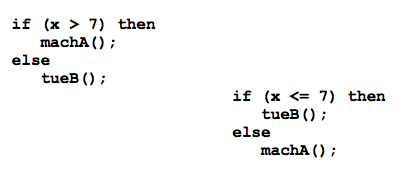 if (x > 7) then
machA();
else
tueB();
if (x <= 7) then
tueB();
else
machA();